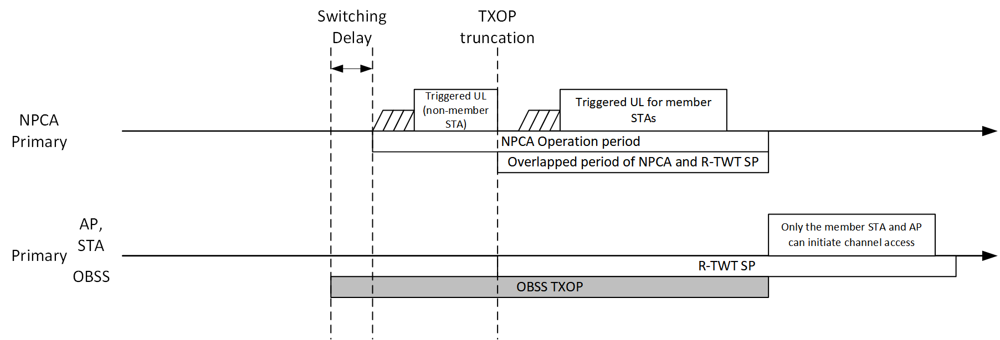 Switching
Delay
TXOP
truncation
Triggered UL
(non-member
STA)
Triggered UL for member
STAs
NPCA
Primary
NPCA Operation period
Overlapped period of NPCA and R-TWT SP
AP,
STA
Primary
OBSS
Only the member STA and AP
can initiate channel access
R-TWT SP
OBSS TXOP